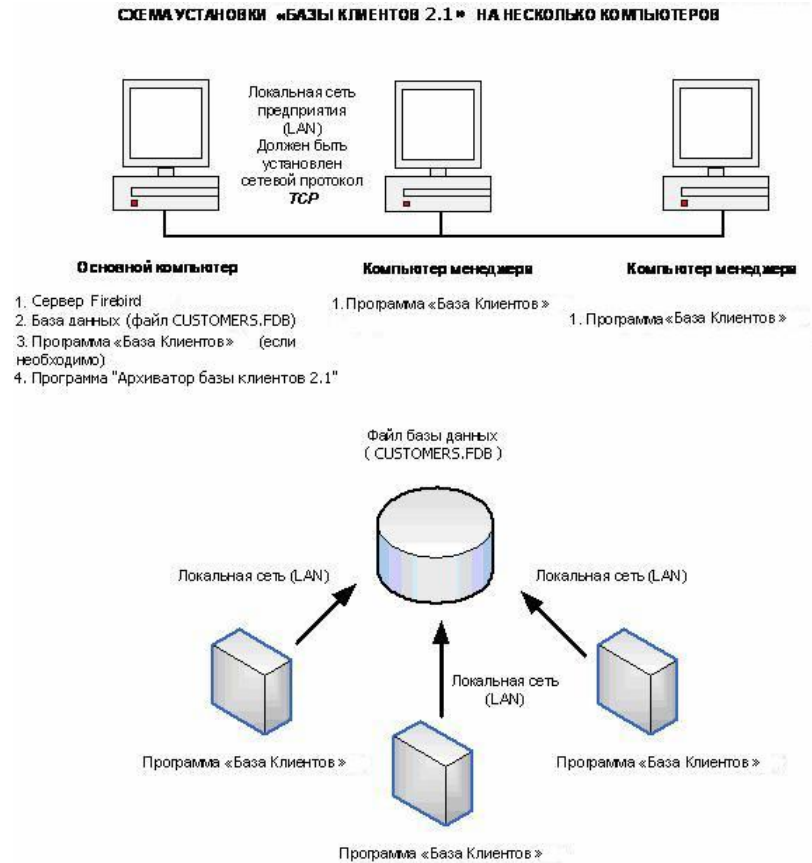 СХЕМА УСТАНОВКИ «БАЗЫ КЛИЕНТОВ 2.1» НА НЕСКОЛЬКО КОМПЬЮТЕРОВ
Локальная сеть
предприятия
(LAN)
Должен быть
установлен
сетевой протокол
TCP
Основной компьютер
1. Сервер Firebird
2. База данных (файл CUSTOMERS.FDB)
3. Программа «База Клиентов» (если
необходимо)
4. Программа "Архиватор базы клиентов 2.1"
Компьютер менеджера
1. Программа «База Клиентов»
Компьютер менеджера
1. Программа «База Клиентов»
Файл базы данных
( CUSTOMERS.FDB )
Локальная сеть (LAN)
Локальная сеть (LAN)
Локальная сеть
(LAN)
Программа «База Клиентов»
Программа «База Клиентов»
Программа «База Клиентов»